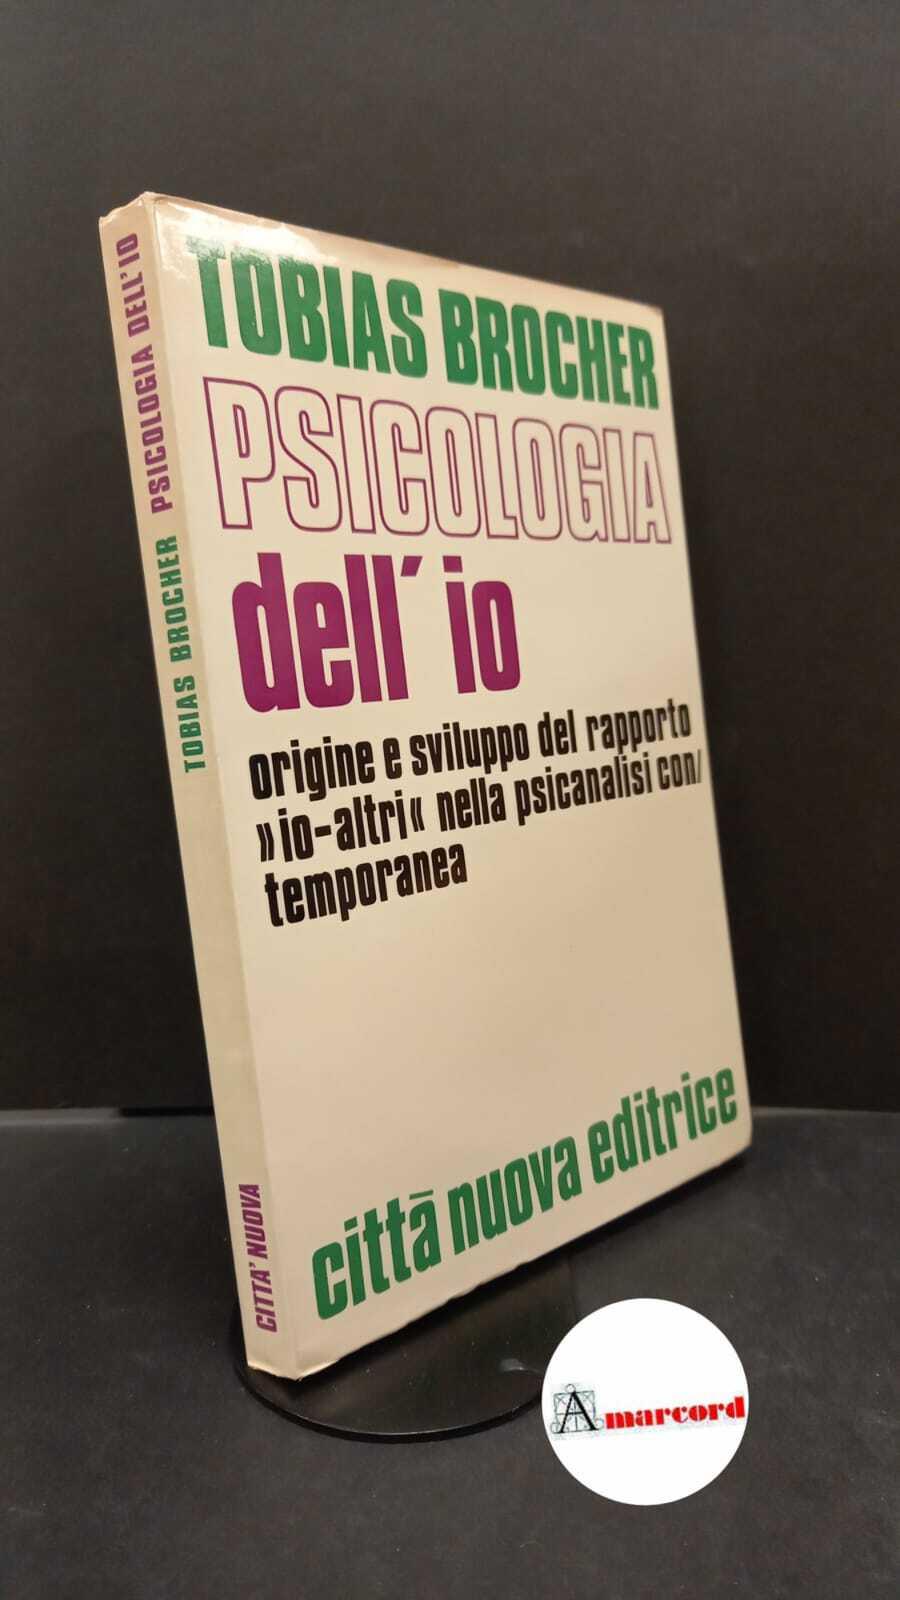 TOBIAS BROCHER
PSICOLOGIA
dell' io
origine e sviluppo del rapporto
»io-altri« nella psicanalisi con/
temporanea
città nuova editrice
TOBIAS BROCHER PSICOLOGIA DELL' IO
CITTA' NUOVA
Amarcord